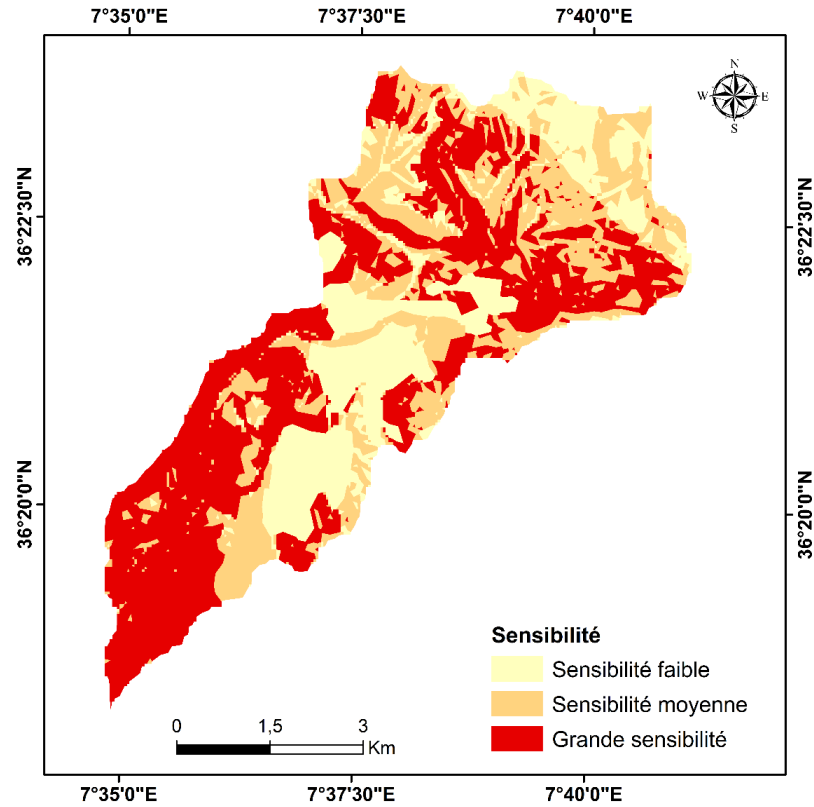 7°35'0"E 7°37'30"E 7°40'0"E
N
W E
S
36°22'30"N 36°22'30"N
36°20'0"N 36°20'0"N
Sensibilité
Sensibilité faible
Sensibilité moyenne
Grande sensibilité
0 1,5 3
Km
7°35'0"E 7°37'30"E 7°40'0"E